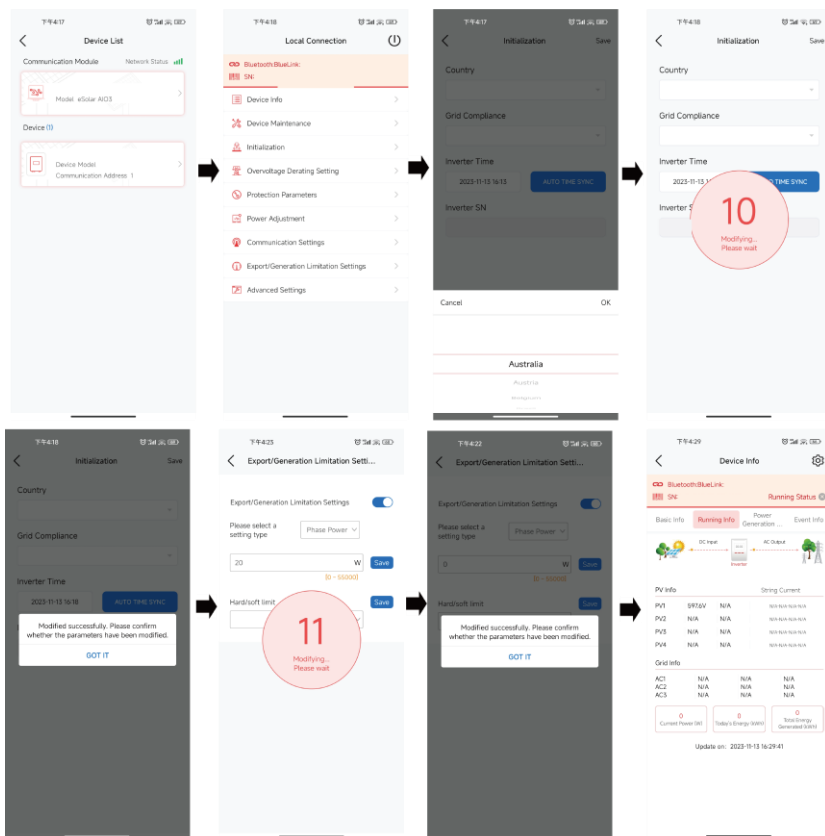 下午4:17
Device List
Communication Module Network Status
Model eSolar AIO3
Device (1)
Device Model
Communication Address 1
下午4:18
Local Connection
Bluetooth:BlueLink:
SN:
Device Info
Device Maintenance
Initialization
Overvoltage Derating Setting
Protection Parameters
Power Adjustment
Communication Settings
Export/Generation Limitation Settings
Advanced Settings
下午4:17
Initialization Save
Country
Grid Compliance
Inverter Time
2023-11-13 16:13 AUTO TIME SYNC
Inverter SN
Cancel OK
Australia
Austria
Belgium
下午4:18
Initialization Save
Country
Grid Compliance
Inverter Time
2023-11-13 TIME SYNC
Inverter
10
Modifying...
Please wait
下午4:18
Initialization Save
Country
Grid Compliance
Inverter Time
2023-11-13 16:18 AUTO TIME SYNC
Modified successfully. Please confirm
whether the parameters have been modified.
GOT IT
下午4:23
Export/Generation Limitation Setti...
Export/Generation Limitation Settings
Please select a
setting type Phase Power
20 W Save
[0~55000]
Hard/soft limit Save
11
Modifying...
Please wait
下午4:22
Export/Generation Limitation Setti...
Export/Generation Limitation Settings
Please select a
setting type Phase Power
0 W Save
[0~55000]
Hard/soft limit Save
Modified successfully. Please confirm
whether the parameters have been modified.
GOT IT
下午4:29
Device Info
Bluetooth:BlueLink:
SN: Running Status
Basic Info Running Info Power Generation ... Event Info
DC Input AC Output
Inverter
PV Info String Current
PV1 597.6V N/A N/A N/A N/A N/A
PV2 N/A N/A N/A N/A N/A N/A
PV3 N/A N/A N/A N/A N/A N/A
PV4 N/A N/A N/A N/A N/A N/A
Grid Info
AC1 N/A N/A N/A
AC2 N/A N/A N/A
AC3 N/A N/A N/A
0 0 0
Current Power (W) Today's Energy (kWh) Total Energy Generated (kWh)
Update on: 2023-11-13 16:29:41